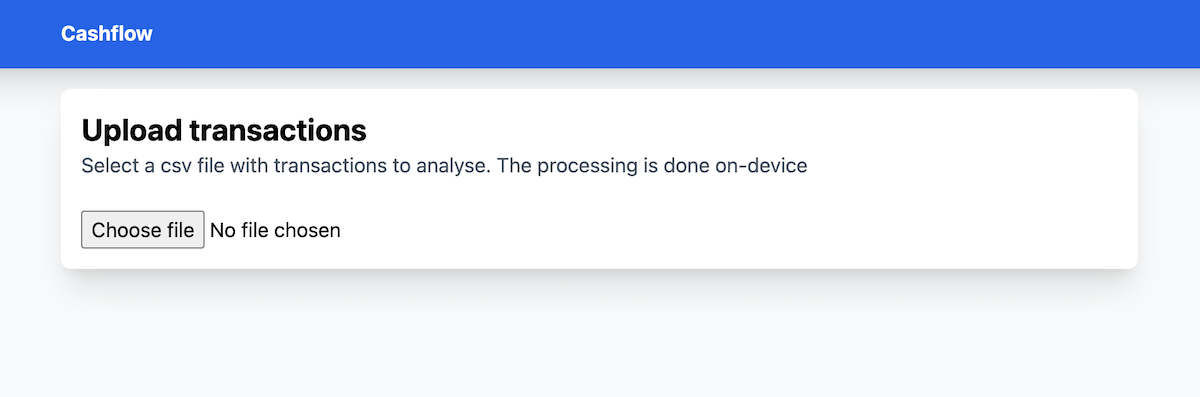 Cashflow
Upload transactions
Select a csv file with transactions to analyse. The processing is done on-device
Choose file No file chosen